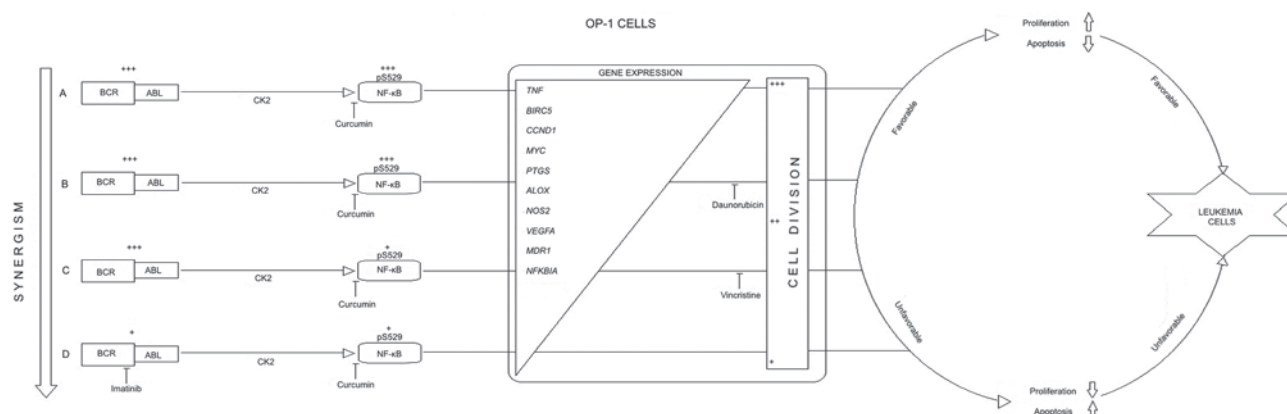 OP-1 CELLS
SYNERGISM
A
+++
BCR
ABL
CK2
+++
pS529
NF-κB
Curcumin
B
+++
BCR
ABL
CK2
+++
pS529
NF-κB
Curcumin
C
+++
BCR
ABL
CK2
+
pS529
NF-κB
Curcumin
D
+
BCR
ABL
Imatinib
CK2
+
pS529
NF-κB
Curcumin
GENE EXPRESSION
TNF
BIRC5
CCND1
MYC
PTGS
ALOX
NOS2
VEGFA
MDR1
NFKBIA
Daunorubicin
Vincristine
+++
++
+
CELL DIVISION
Proliferation
Apoptosis
Favorable
Favorable
LEUKEMIA
CELLS
Unfavorable
Unfavorable
Proliferation
Apoptosis